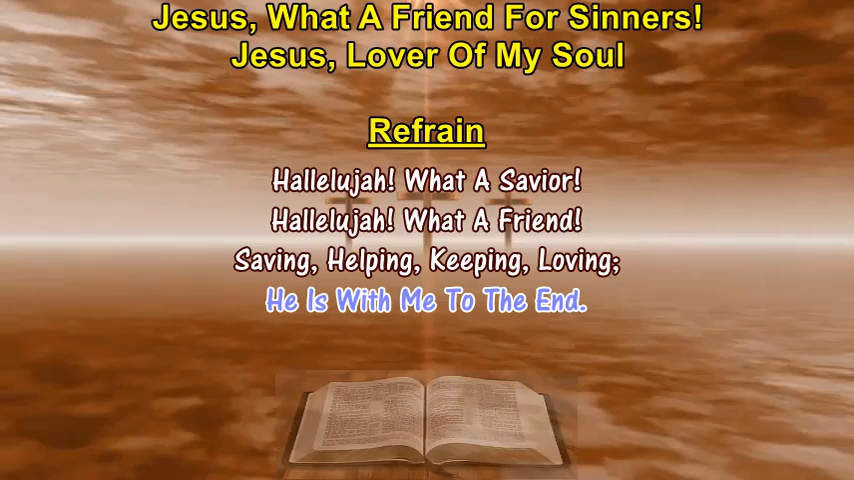 Jesus, What A Friend For Sinners!
Jesus, Lover Of My Soul
Refrain
Hallelujah! What A Savior!
Hallelujah! What A Friend!
Saving, Helping, Keeping, Loving;
He Is With Me To The End.